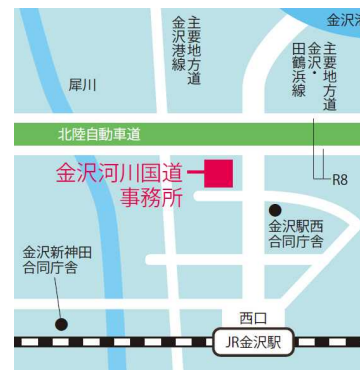 金沢港
主要地方道
金沢港線
主要地方道
金沢・
田鶴浜線
犀川
北陸自動車道
金沢河川国道
事務所
R8
金沢駅西
合同庁舎
金沢新神田
合同庁舎
西口
JR金沢駅